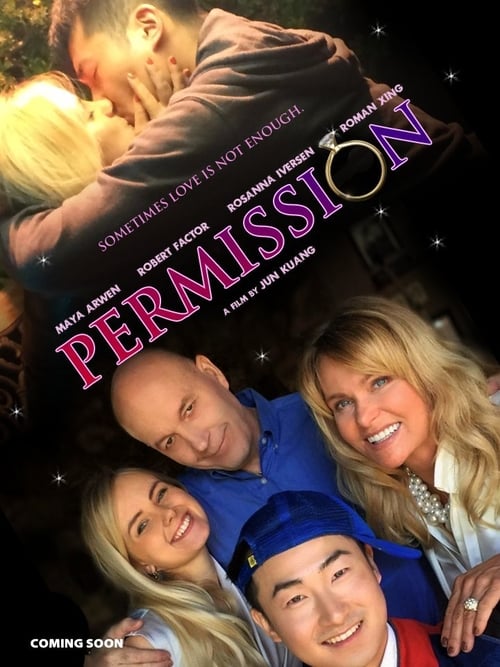 SOMETIMES LOVE IS NOT ENOUGH.
MAYA ARWEN ROBERT FACTOR ROSANNA IVERSEN ROMAN XING
PERMISSION
A FILM BY JUN KUANG
COMING SOON